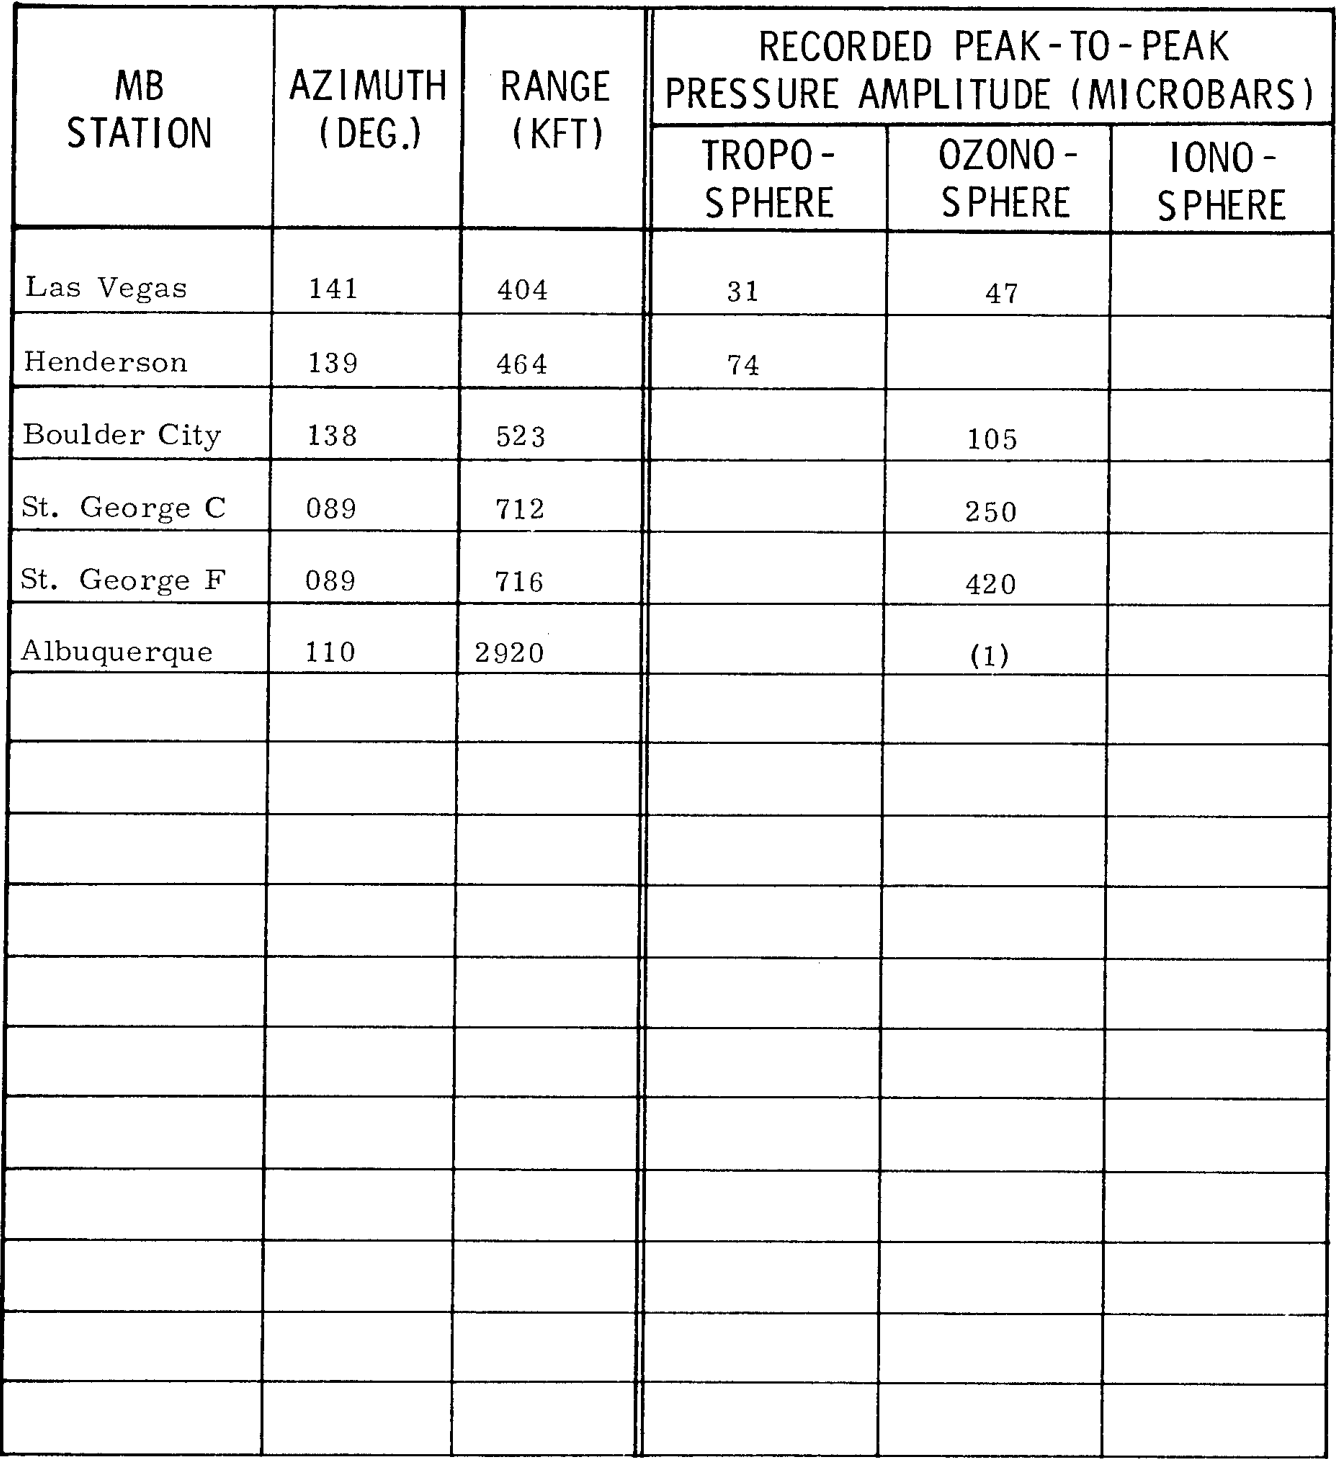 MB STATION
AZIMUTH (DEG.)
RANGE (KFT)
RECORDED PEAK-TO-PEAK
PRESSURE AMPLITUDE (MICROBARS)
TROPO-SPHERE
OZONO-SPHERE
IONO-SPHERE
Las Vegas 141 404 31 47
Henderson 139 464 74
Boulder City 138 523 105
St. George C 089 712 250
St. George F 089 716 420
Albuquerque 110 2920 (1)